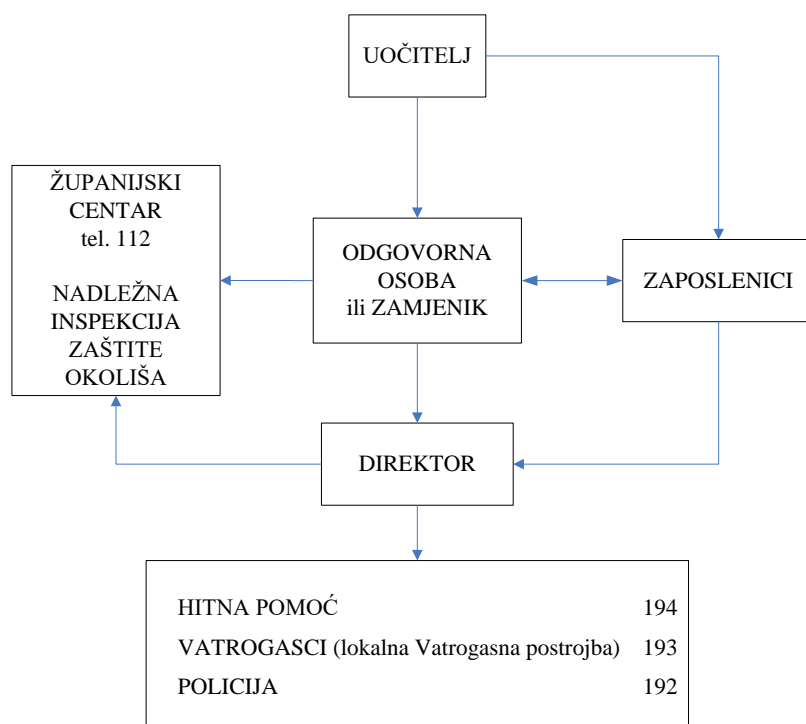 UOČITELJ
ŽUPANIJSKI
CENTAR
tel. 112
NADLEŽNA
INSPEKCIJA
ZAŠTITE
OKOLIŠA
ODGOVORNA
OSOBA
ili ZAMJENIK
ZAPOSLENICI
DIREKTOR
HITNA POMOĆ 194
VATROGASCI (lokalna Vatrogasna postrojba) 193
POLICIJA 192